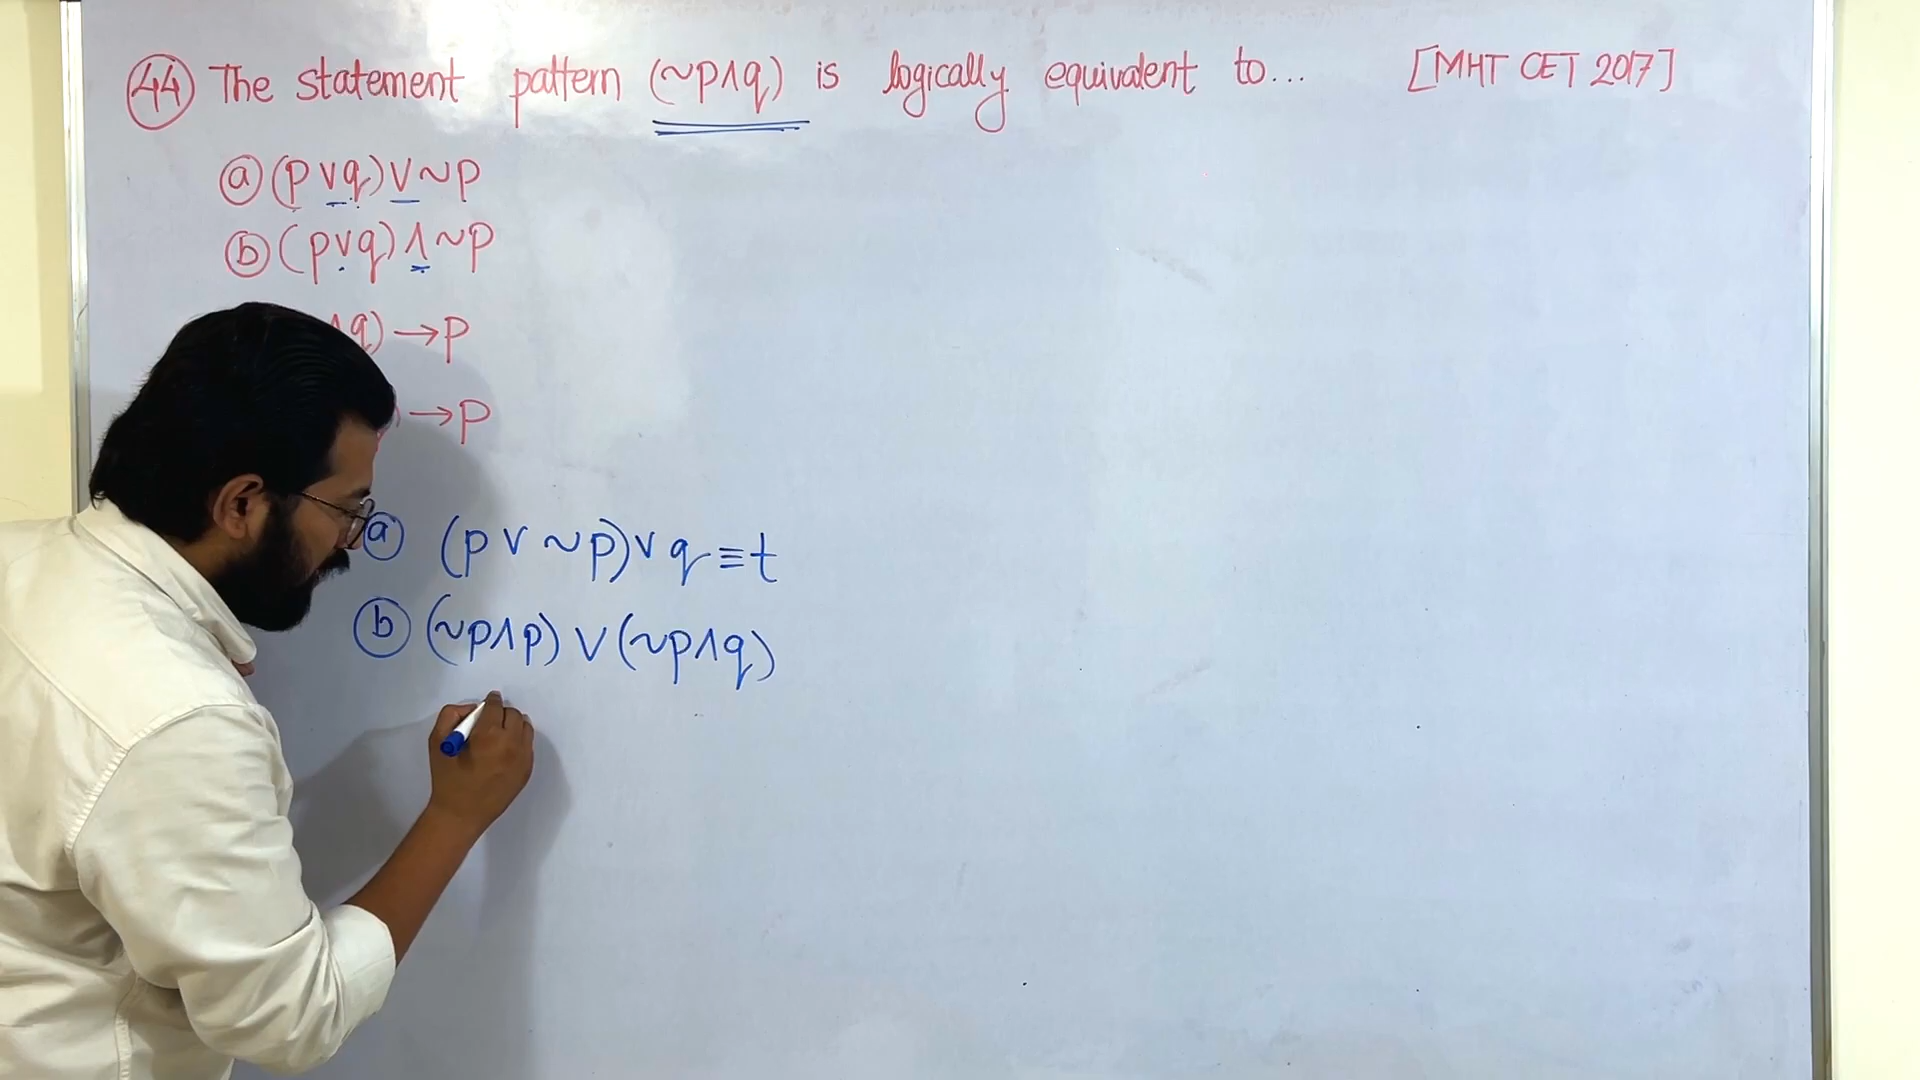 44 The statement pattern (~p∧q) is logically equivalent to... [MHT CET 2017]
a (p∨q)∨~p
b (p∨q)∧~p
∧q)→p
)→p
a (p∨~p)∨q≡t
b (~p∧p)∨(~p∧q)